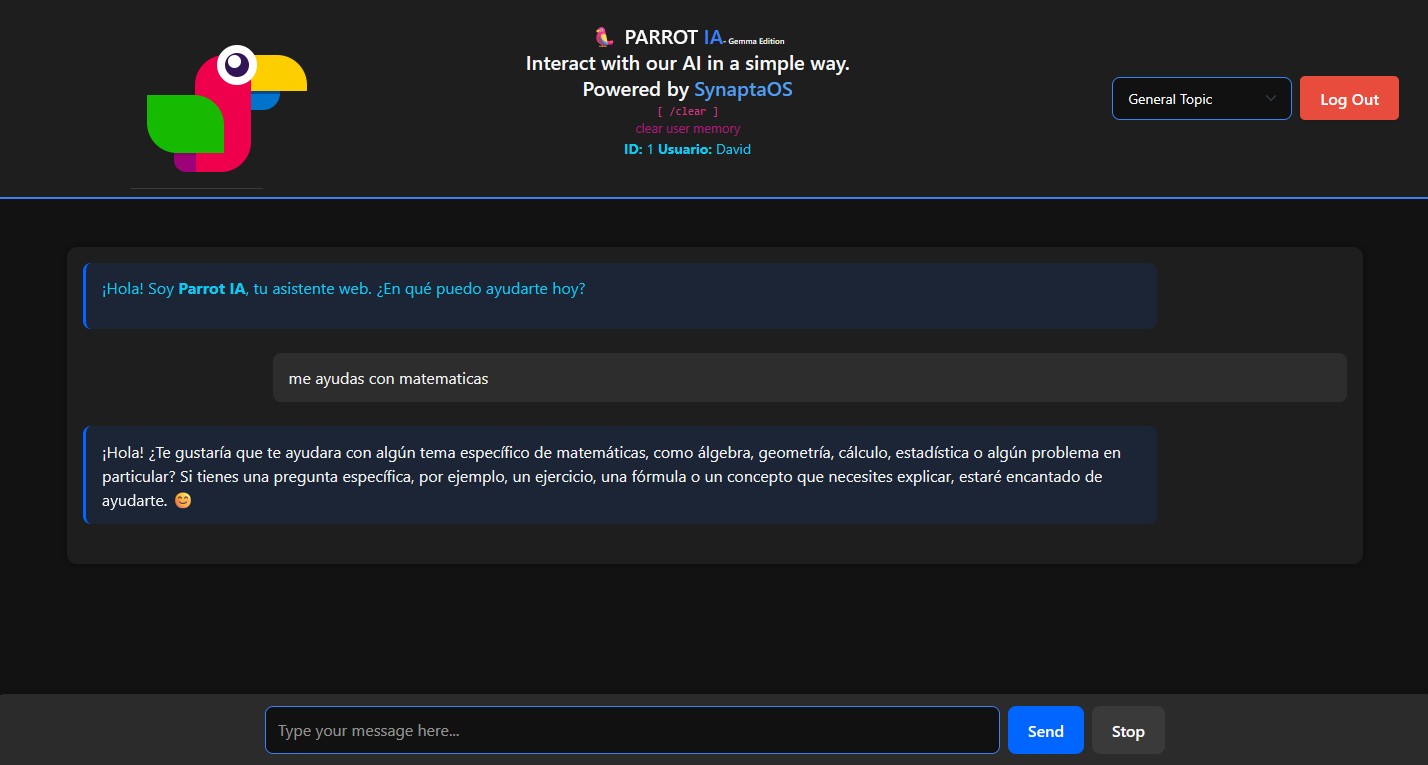 PARROT IA- Gemma Edition
Interact with our AI in a simple way.
Powered by SynaptaOS
[ /clear ]
clear user memory
ID: 1 Usuario: David
General Topic
Log Out
¡Hola! Soy Parrot IA, tu asistente web. ¿En qué puedo ayudarte hoy?
me ayudas con matematicas
¡Hola! ¿Te gustaría que te ayudara con algún tema específico de matemáticas, como álgebra, geometría, cálculo, estadística o algún problema en
particular? Si tienes una pregunta específica, por ejemplo, un ejercicio, una fórmula o un concepto que necesites explicar, estaré encantado de
ayudarte. 😊
Type your message here...
Send
Stop